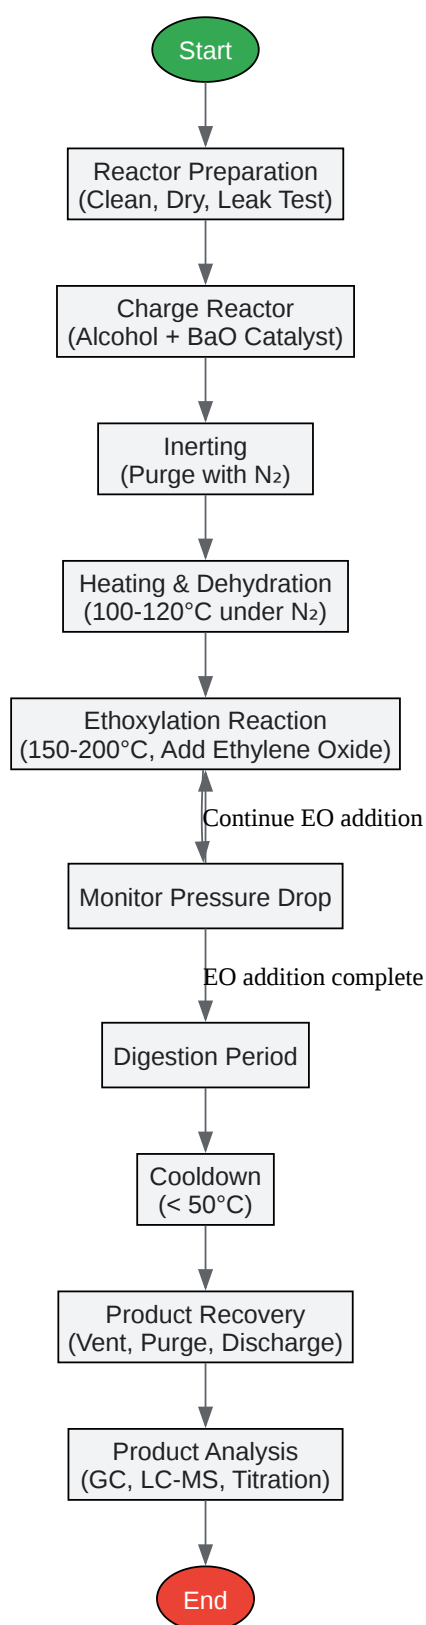 Start
Reactor Preparation
(Clean, Dry, Leak Test)
Charge Reactor
(Alcohol + BaO Catalyst)
Inerting
(Purge with N₂)
Heating & Dehydration
(100-120°C under N₂)
Ethoxylation Reaction
(150-200°C, Add Ethylene Oxide)
Continue EO addition
Monitor Pressure Drop
EO addition complete
Digestion Period
Cooldown
(< 50°C)
Product Recovery
(Vent, Purge, Discharge)
Product Analysis
(GC, LC-MS, Titration)
End